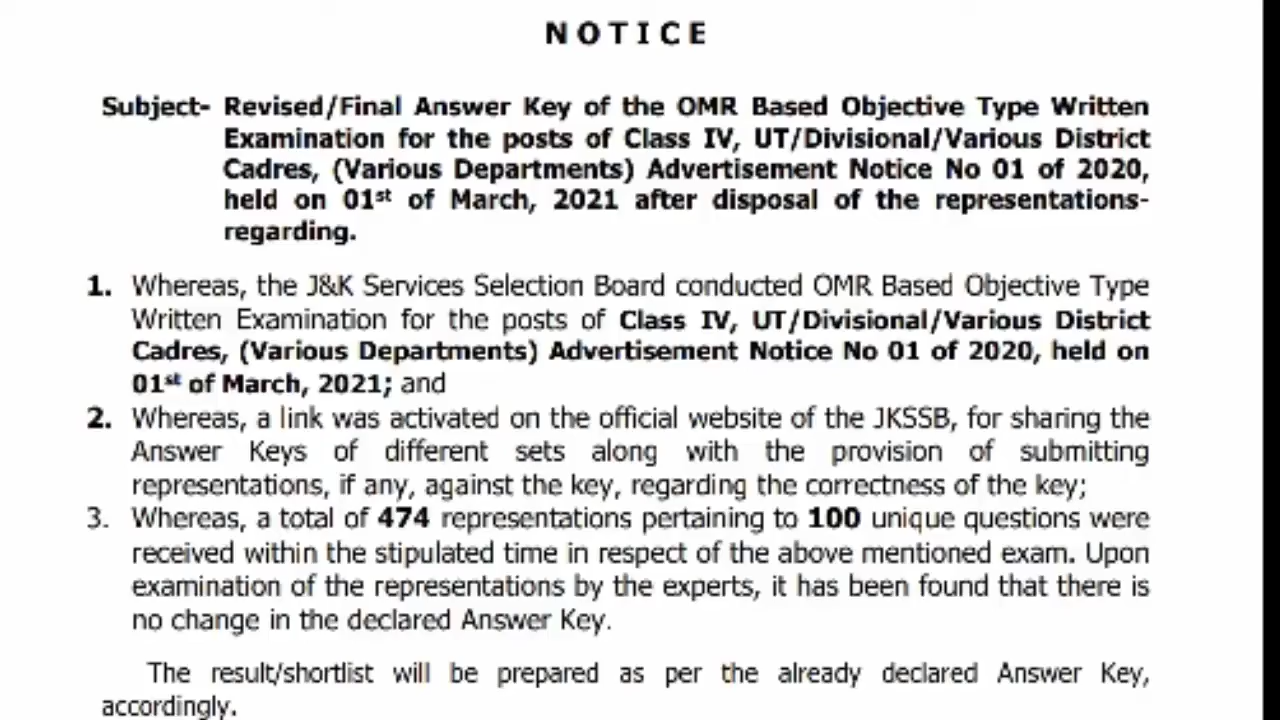 NOTICE
Subject- Revised/Final Answer Key of the OMR Based Objective Type Written
Examination for the posts of Class IV, UT/Divisional/Various District
Cadres, (Various Departments) Advertisement Notice No 01 of 2020,
held on 01st of March, 2021 after disposal of the representations-
regarding.
1. Whereas, the J&K Services Selection Board conducted OMR Based Objective Type
Written Examination for the posts of Class IV, UT/Divisional/Various District
Cadres, (Various Departments) Advertisement Notice No 01 of 2020, held on
01st of March, 2021; and
2. Whereas, a link was activated on the official website of the JKSSB, for sharing the
Answer Keys of different sets along with the provision of submitting
representations, if any, against the key, regarding the correctness of the key;
3. Whereas, a total of 474 representations pertaining to 100 unique questions were
received within the stipulated time in respect of the above mentioned exam. Upon
examination of the representations by the experts, it has been found that there is
no change in the declared Answer Key.
The result/shortlist will be prepared as per the already declared Answer Key,
accordingly.